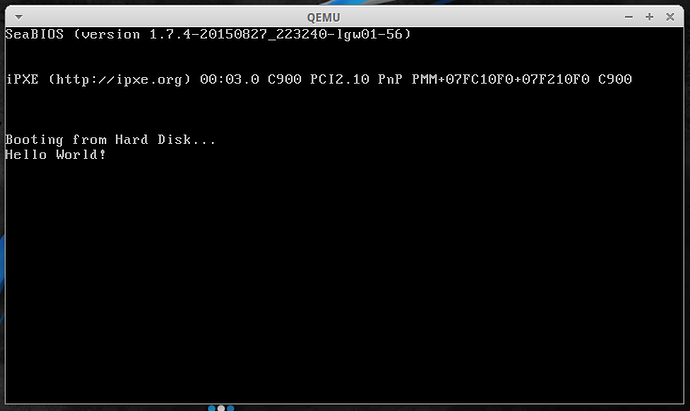 QEMU
SeaBIOS (version 1.7.4-20150827_223240-lgw01-56)
iPXE (http://ipxe.org) 00:03.0 C900 PCI2.10 PnP PMM+07FC10F0+07F210F0 C900
Booting from Hard Disk...
Hello World!